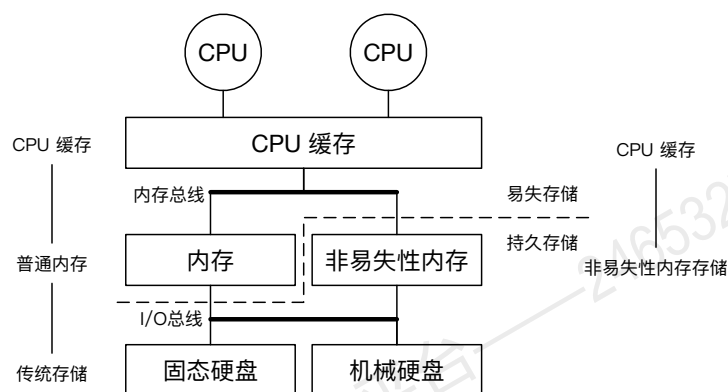 CPU
CPU
CPU 缓存
CPU 缓存
CPU 缓存
内存总线
易失存储
持久存储
普通内存
内存
非易失性内存
非易失性内存存储
I/O总线
传统存储
固态硬盘
机械硬盘
台——246532